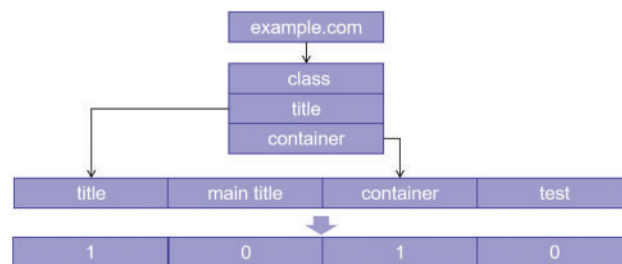 example.com
class
title
container
title main title container test
1 0 1 0